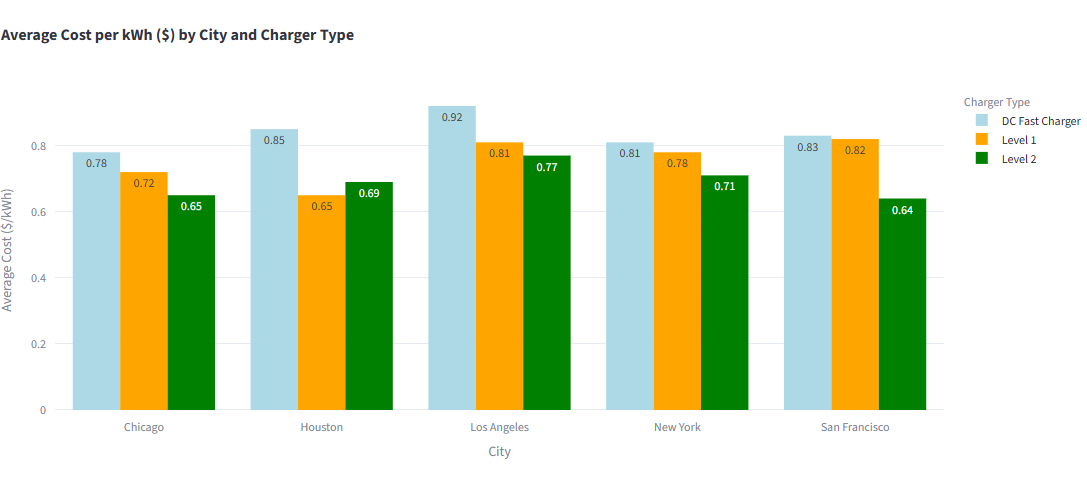 Average Cost per kWh ($) by City and Charger Type
Charger Type
DC Fast Charger
Level 1
Level 2
Average Cost ($/kWh)
0.8
0.6
0.4
0.2
0
0.78
0.72
0.65
0.85
0.65
0.69
0.92
0.81
0.77
0.81
0.78
0.71
0.83
0.82
0.64
Chicago
Houston
Los Angeles
New York
San Francisco
City